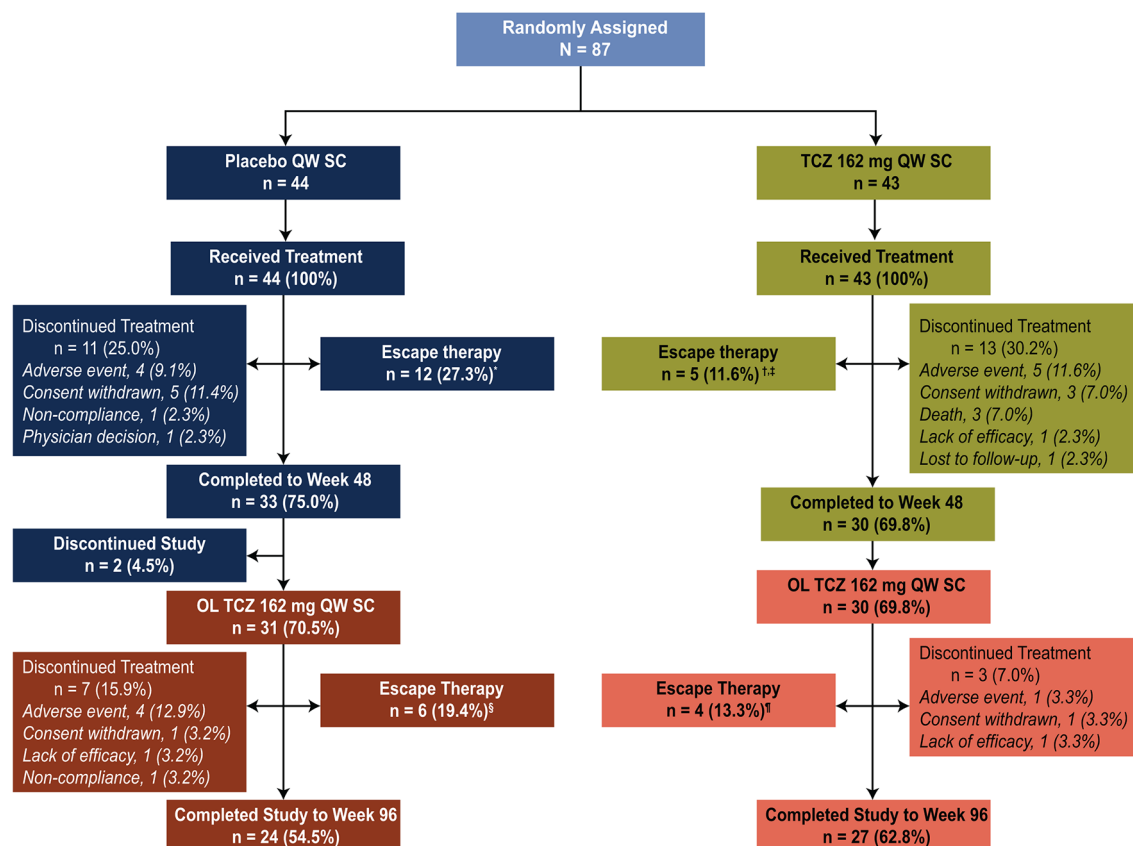 Randomly Assigned
N = 87
Placebo QW SC
n = 44
TCZ 162 mg QW SC
n = 43
Received Treatment
n = 44 (100%)
Received Treatment
n = 43 (100%)
Discontinued Treatment
n = 11 (25.0%)
Adverse event, 4 (9.1%)
Consent withdrawn, 5 (11.4%)
Non-compliance, 1 (2.3%)
Physician decision, 1 (2.3%)
Escape therapy
n = 12 (27.3%)*
Escape therapy
n = 5 (11.6%)†,‡
Discontinued Treatment
n = 13 (30.2%)
Adverse event, 5 (11.6%)
Consent withdrawn, 3 (7.0%)
Death, 3 (7.0%)
Lack of efficacy, 1 (2.3%)
Lost to follow-up, 1 (2.3%)
Completed to Week 48
n = 33 (75.0%)
Completed to Week 48
n = 30 (69.8%)
Discontinued Study
n = 2 (4.5%)
OL TCZ 162 mg QW SC
n = 31 (70.5%)
OL TCZ 162 mg QW SC
n = 30 (69.8%)
Discontinued Treatment
n = 7 (15.9%)
Adverse event, 4 (12.9%)
Consent withdrawn, 1 (3.2%)
Lack of efficacy, 1 (3.2%)
Non-compliance, 1 (3.2%)
Escape Therapy
n = 6 (19.4%)§
Escape Therapy
n = 4 (13.3%)¶
Discontinued Treatment
n = 3 (7.0%)
Adverse event, 1 (3.3%)
Consent withdrawn, 1 (3.3%)
Lack of efficacy, 1 (3.3%)
Completed Study to Week 96
n = 24 (54.5%)
Completed Study to Week 96
n = 27 (62.8%)